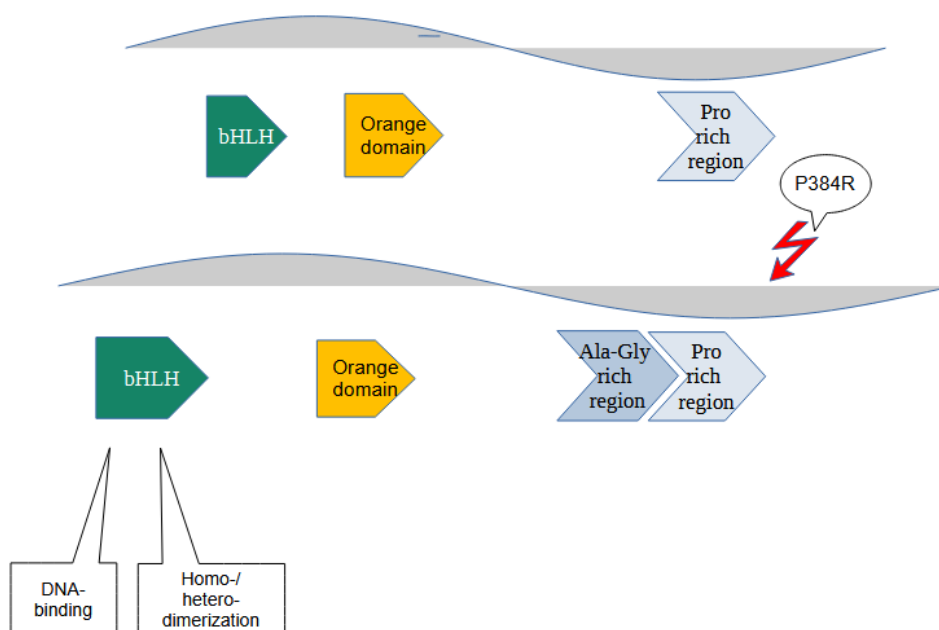 bHLH
Orange
domain
Pro
rich
region
P384R
bHLH
Orange
domain
Ala-Gly
rich
region
Pro
rich
region
DNA-
binding
Homo-/
hetero-
dimerization